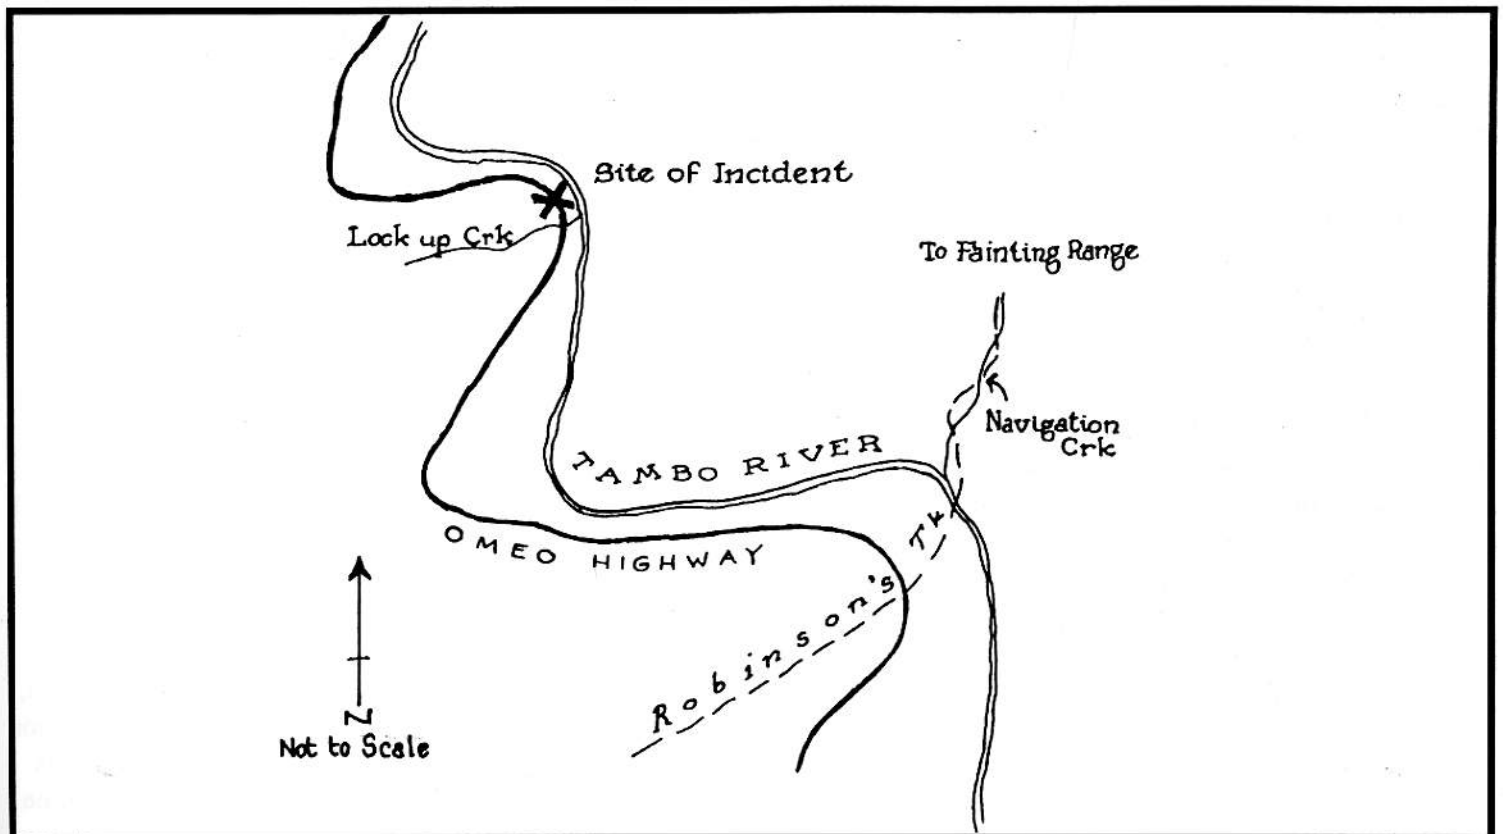 Site of Incident
Lock up Crk
To Fainting Range
Navigation
Crk
TAMBO RIVER
OMEO HIGHWAY
Robinson's Tk
N
Not to Scale